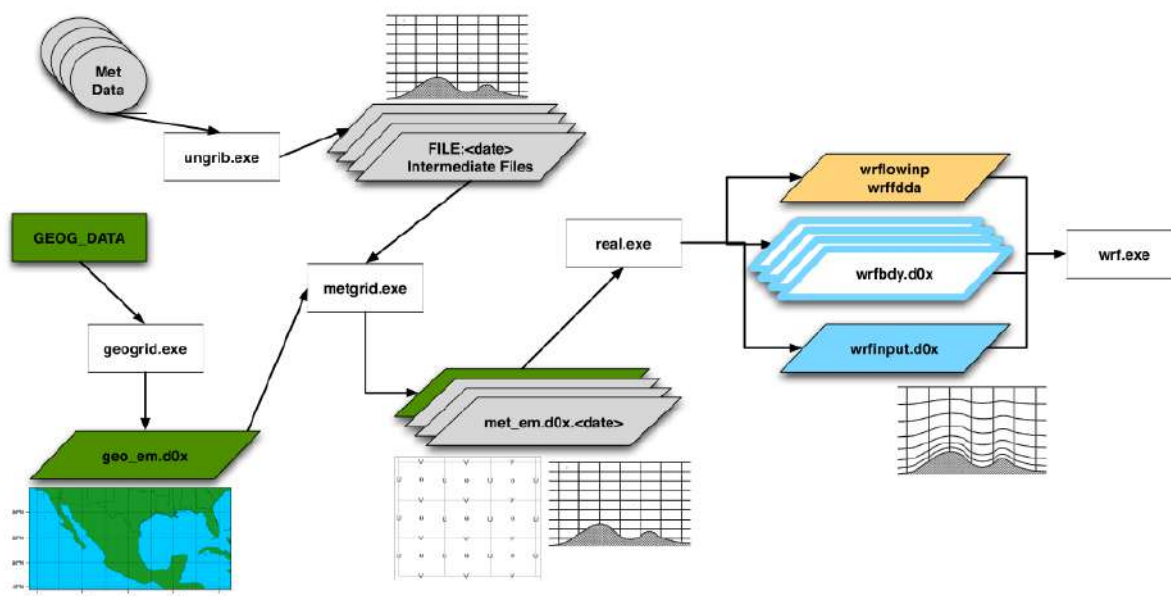 Met
Data
ungrib.exe
FILE:<date>
Intermediate Files
GEOG_DATA
geogrid.exe
geo_em.d0x
metgrid.exe
met_em.d0x.<date>
real.exe
wrflowinp
wrffdda
wrfbdy.d0x
wrfinput.d0x
wrf.exe